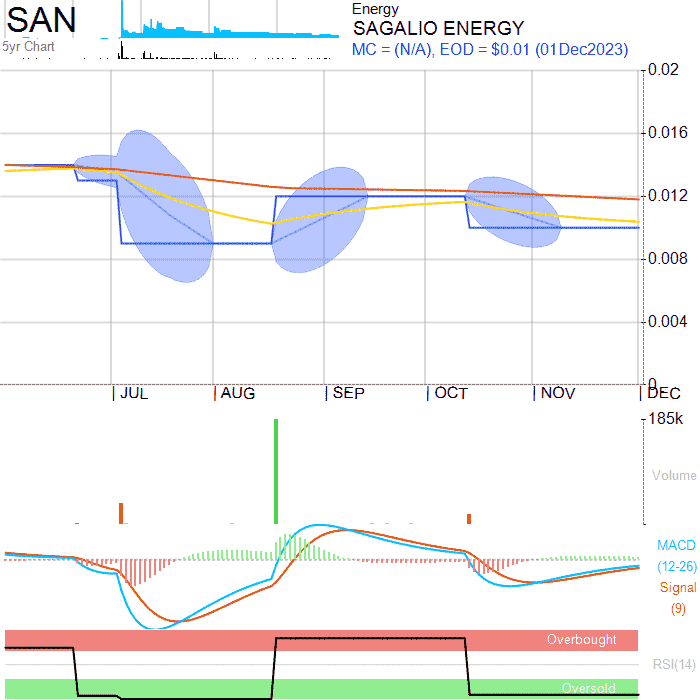 SAN
5yr Chart
Energy
SAGALIO ENERGY
MC = (N/A), EOD = $0.01 (01Dec2023)
0.02
0.016
0.012
0.008
0.004
0
JUL AUG SEP OCT NOV DEC
185k
Volume
MACD
(12-26)
Signal
(9)
Overbought
RSI(14)
Oversold